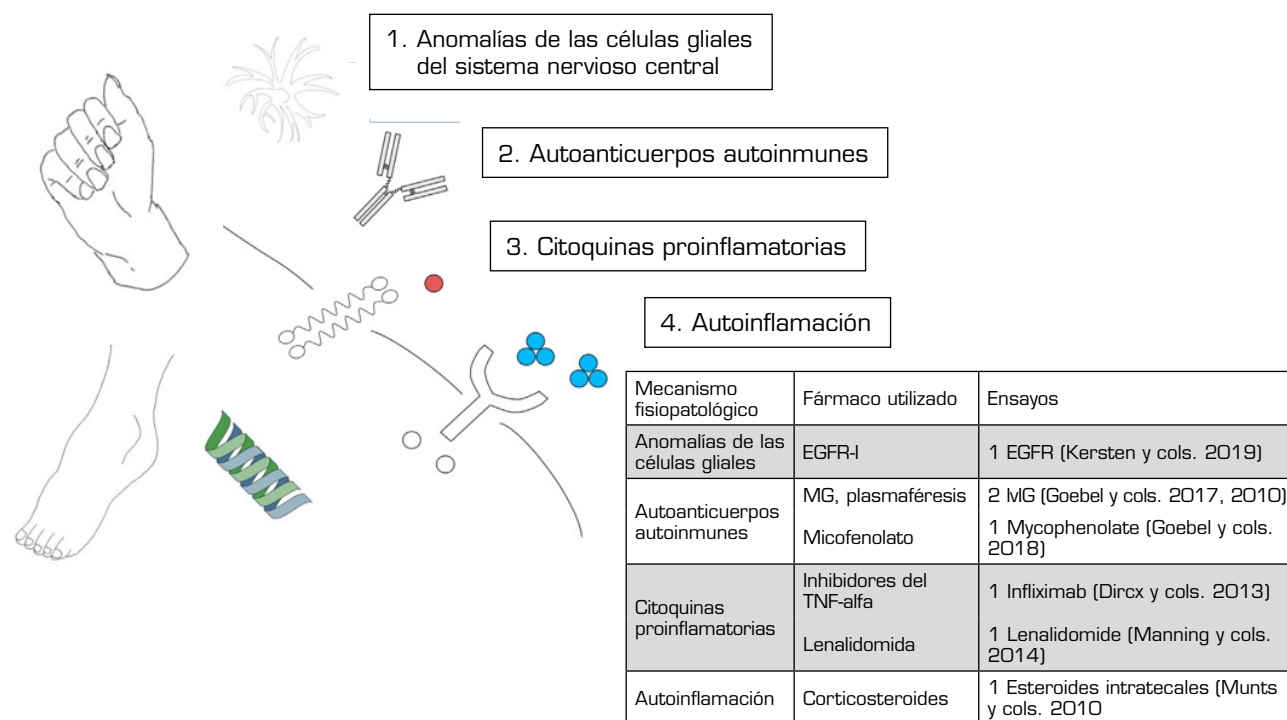 1. Anomalías de las células gliales
del sistema nervioso central
2. Autoanticuerpos autoinmunes
3. Citoquinas proinflamatorias
4. Autoinflamación
Mecanismo
fisiopatológico
Fármaco utilizado
Ensayos
Anomalías de las
células gliales
EGFR-I
1 EGFR (Kersten y cols. 2019)
Autoanticuerpos
autoinmunes
MG, plasmaféresis
2 MG (Goebel y cols. 2017, 2010)
Micofenolato
1 Mycophenolate (Goebel y cols.
2018)
Citoquinas
proinflamatorias
Inhibidores del
TNF-alfa
1 Infliximab (Dircx y cols. 2013)
Lenalidomida
1 Lenalidomide (Manning y cols.
2014)
Autoinflamación
Corticosteroides
1 Esteroides intratecales (Munts
y cols. 2010